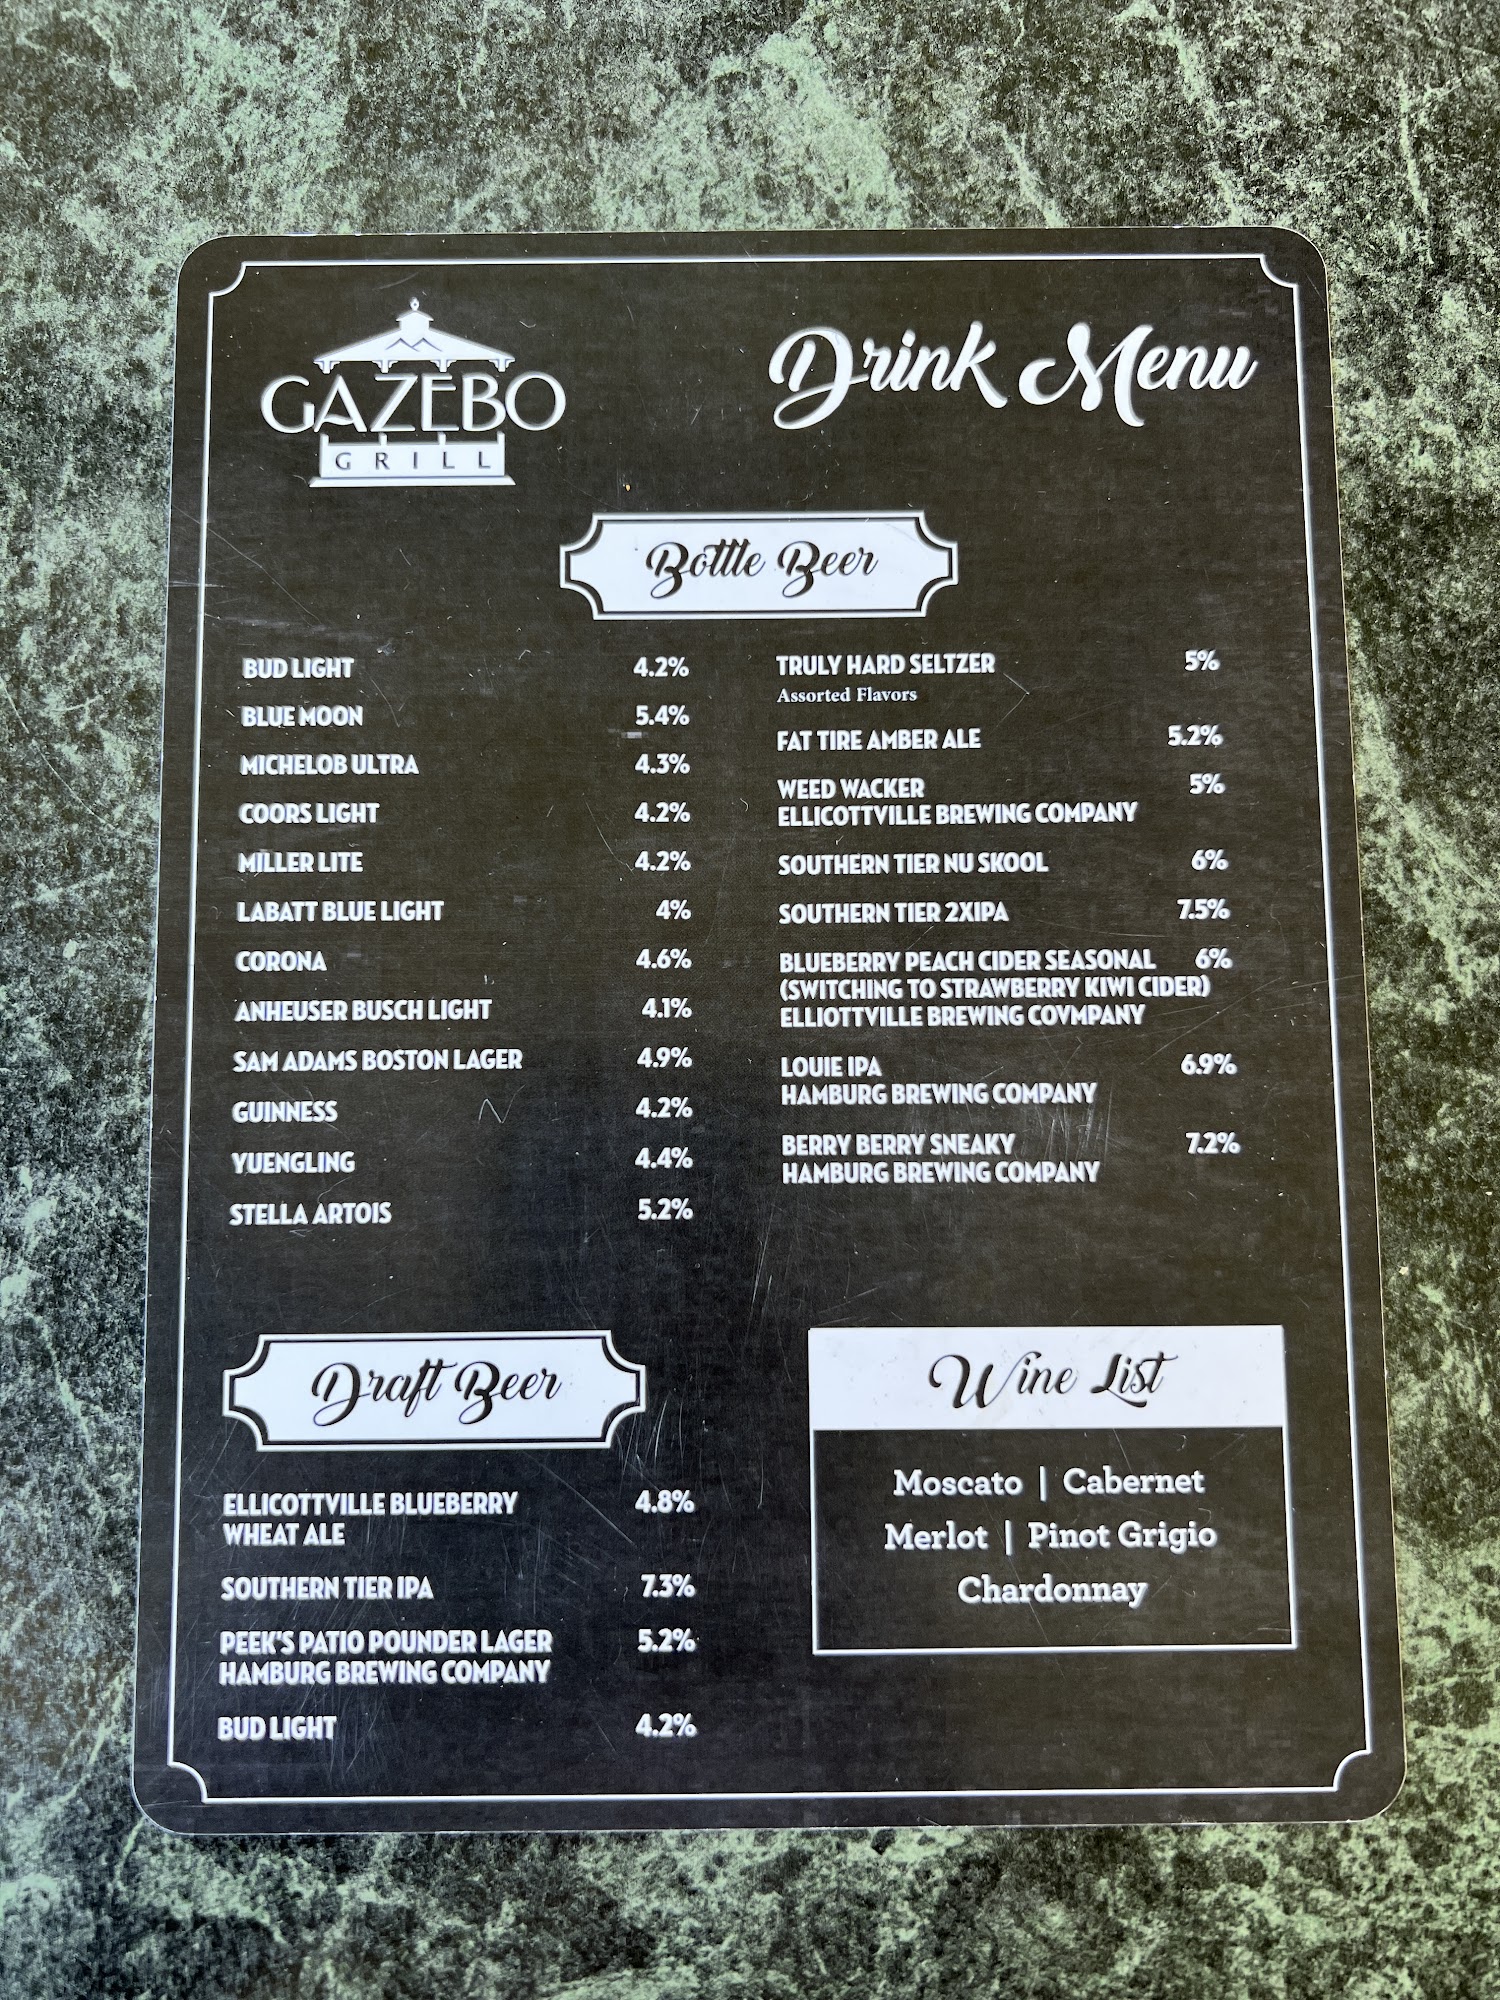 GAZEBO
GRILL
Drink Menu
Bottle Beer
BUD LIGHT 4.2%
BLUE MOON 5.4%
MICHELOB ULTRA 4.3%
COORS LIGHT 4.2%
MILLER LITE 4.2%
LABATT BLUE LIGHT 4%
CORONA 4.6%
ANHEUSER BUSCH LIGHT 4.1%
SAM ADAMS BOSTON LAGER 4.9%
GUINNESS 4.2%
YUENGLING 4.4%
STELLA ARTOIS 5.2%
TRULY HARD SELTZER 5%
Assorted Flavors
FAT TIRE AMBER ALE 5.2%
WEED WACKER 5%
ELLICOTTVILLE BREWING COMPANY
SOUTHERN TIER NU SKOOL 6%
SOUTHERN TIER 2XIPA 7.5%
BLUEBERRY PEACH CIDER SEASONAL 6%
(SWITCHING TO STRAWBERRY KIWI CIDER)
ELLIOTTVILLE BREWING COVMPANY
LOUIE IPA 6.9%
HAMBURG BREWING COMPANY
BERRY BERRY SNEAKY 7.2%
HAMBURG BREWING COMPANY
Draft Beer
ELLICOTTVILLE BLUEBERRY 4.8%
WHEAT ALE
SOUTHERN TIER IPA 7.3%
PEEK'S PATIO POUNDER LAGER 5.2%
HAMBURG BREWING COMPANY
BUD LIGHT 4.2%
Wine List
Moscato | Cabernet
Merlot | Pinot Grigio
Chardonnay